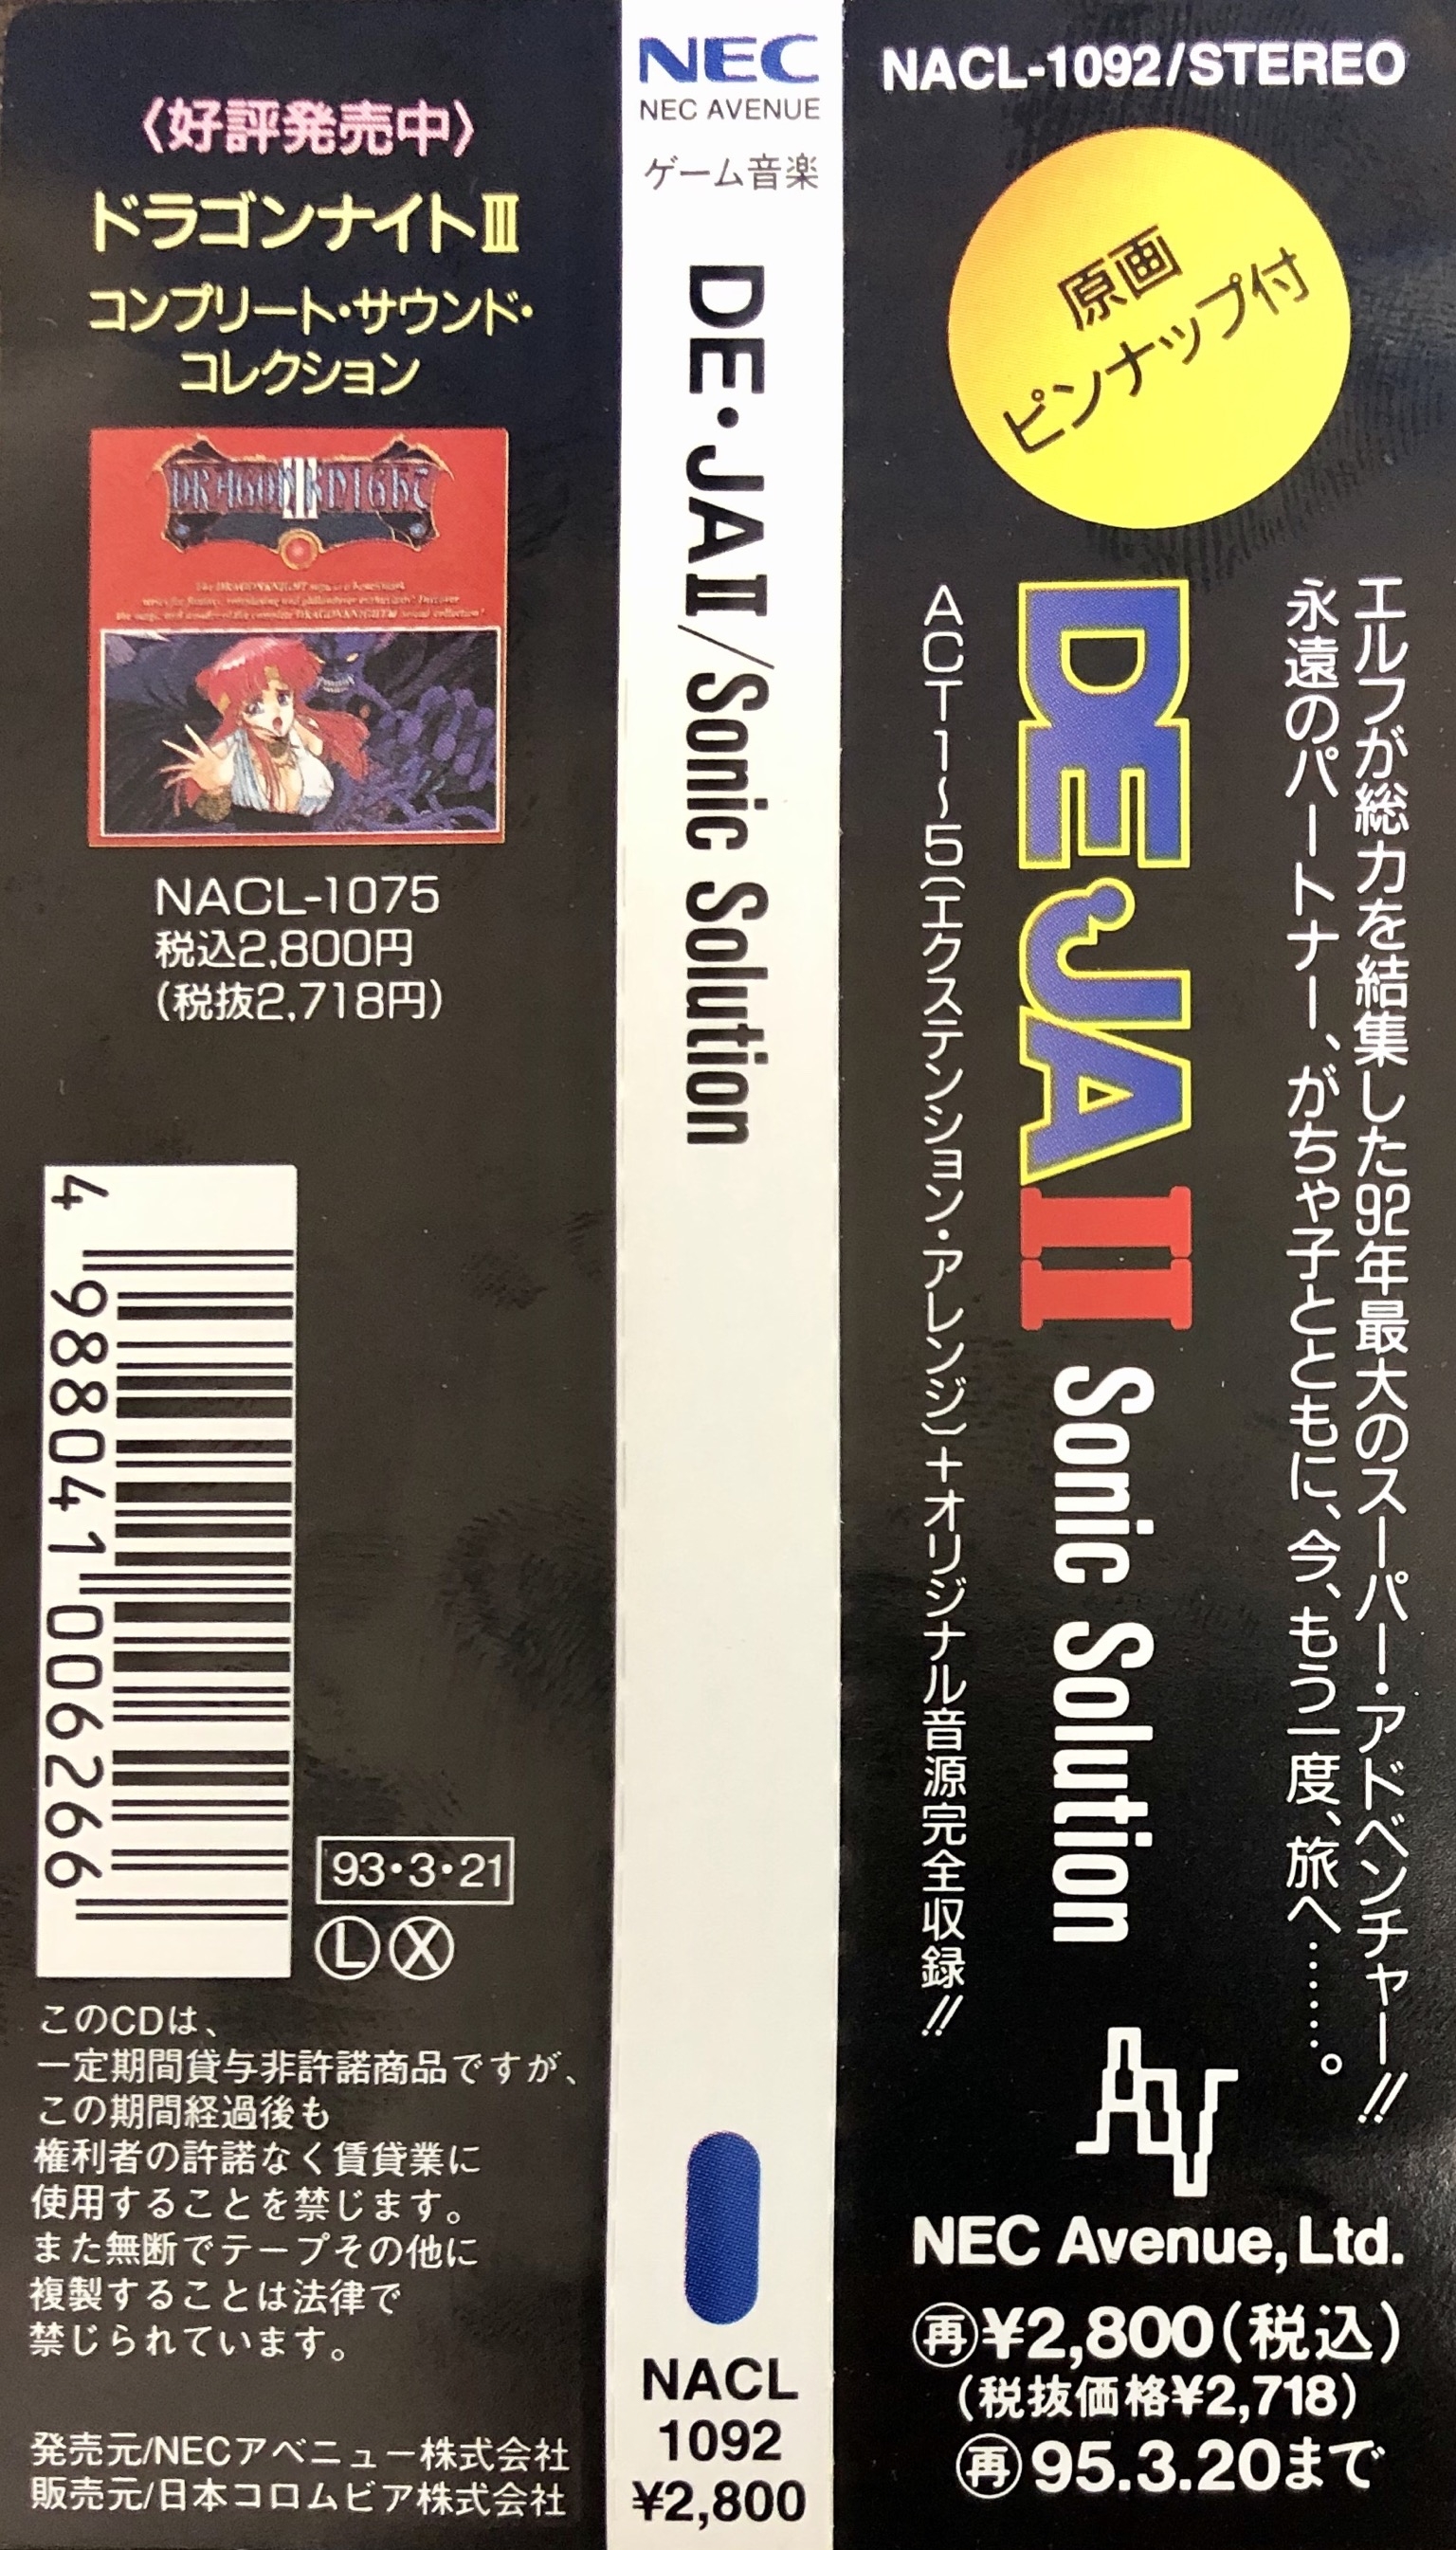 〈好評発売中〉
ドラゴンナイトⅢ
コンプリート・サウンド・
コレクション
DRAGON KNIGHT
III
NACL-1075
税込2,800円
(税抜2,718円)
4 988041 006266
93・3・21
Ⓛ Ⓧ
このCDは、
一定期間貸与非許諾商品ですが、
この期間経過後も
権利者の許諾なく賃貸業に
使用することを禁じます。
また無断でテープその他に
複製することは法律で
禁じられています。
発売元/NECアベニュー株式会社
販売元/日本コロムビア株式会社
NEC
NEC AVENUE
ゲーム音楽
DE・JAⅡ/Sonic Solution
NACL
1092
¥2,800
NACL-1092/STEREO
原画
ピンナップ付
エルフが総力を結集した92年最大のスーパー・アドベンチャー!!
永遠のパートナー、がちゃ子とともに、今、もう一度、旅へ……。
DE・JA II Sonic Solution
ACT1〜5(エクステンション・アレンジ)+オリジナル音源完全収録!!
NEC Avenue, Ltd.
㊢¥2,800(税込)
(税抜価格¥2,718)
再95.3.20まで